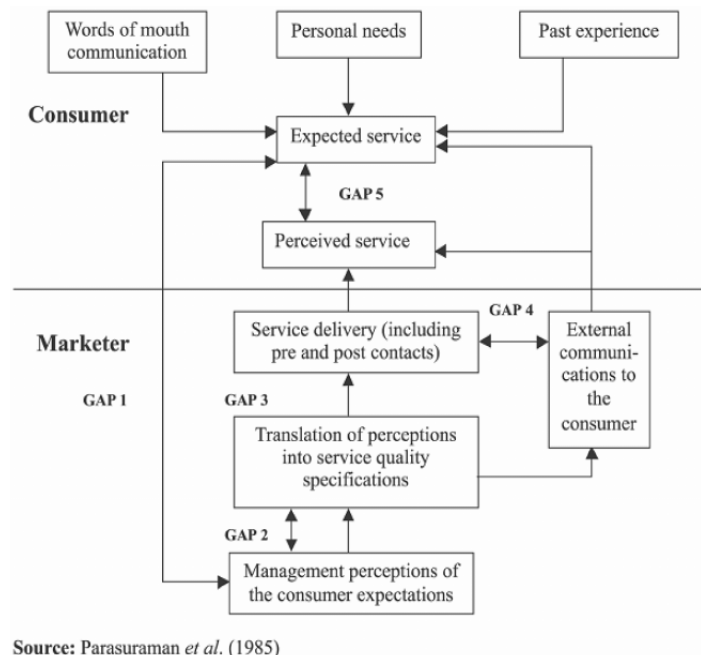 Words of mouth
communication
Personal needs
Past experience
Consumer
Expected service
GAP 5
Perceived service
Marketer
Service delivery (including
pre and post contacts)
GAP 4
External
communi-
cations to
the
consumer
GAP 1
GAP 3
Translation of perceptions
into service quality
specifications
GAP 2
Management perceptions of
the consumer expectations
Source: Parasuraman et al. (1985)